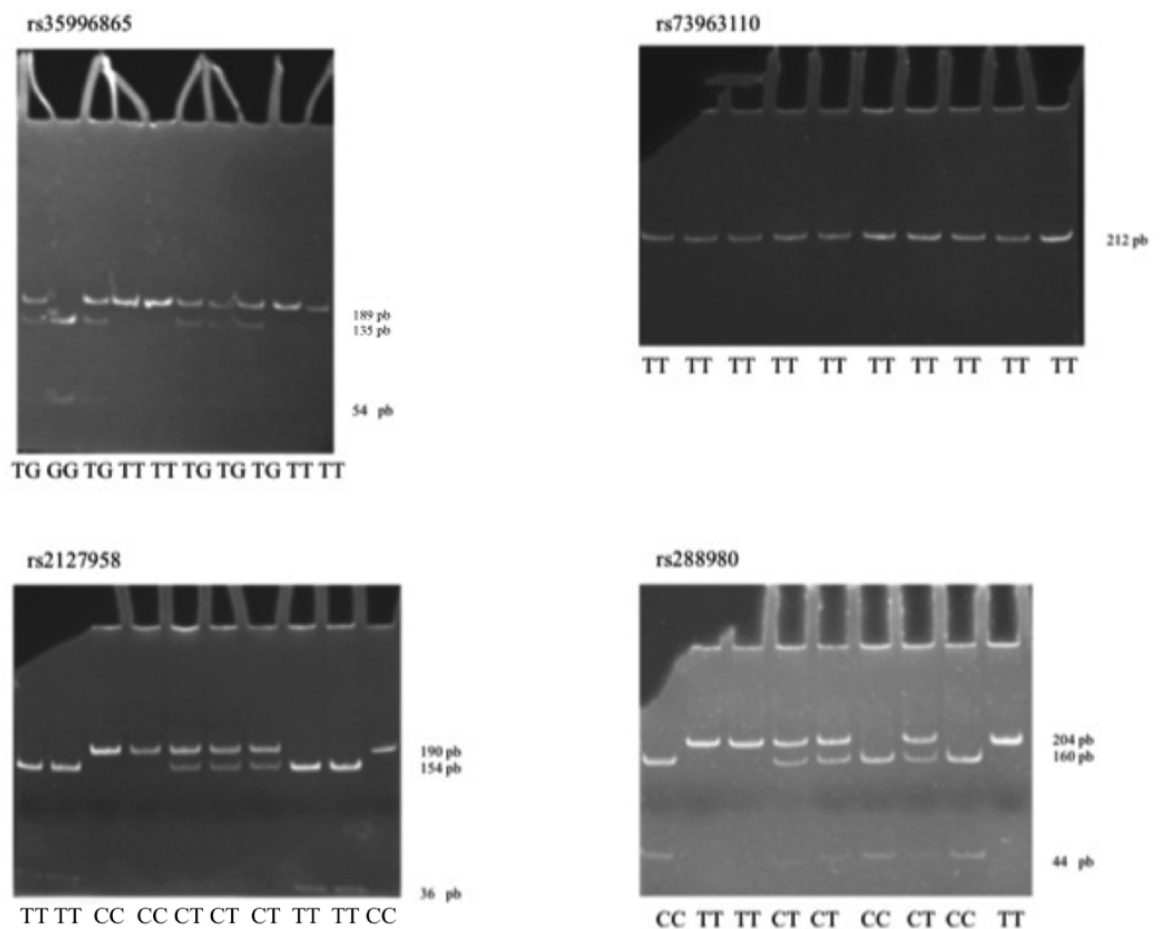 rs35996865
189 pb
135 pb
54 pb
TG GG TG TT TT TG TG TG TT TT
rs73963110
212 pb
TT TT TT TT TT TT TT TT TT TT
rs2127958
190 pb
154 pb
36 pb
TT TT CC CC CT CT CT TT TT CC
rs288980
204 pb
160 pb
44 pb
CC TT TT CT CT CC CT CC TT